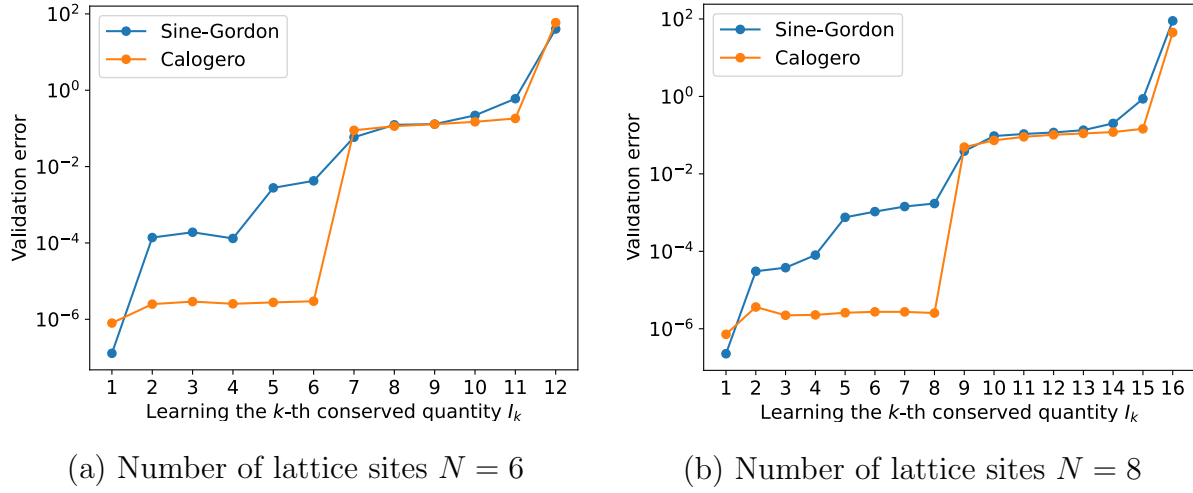 10^2
10^0
10^-2
10^-4
10^-6
Validation error
Sine-Gordon
Calogero
1 2 3 4 5 6 7 8 9 10 11 12
Learning the k-th conserved quantity I_k
(a) Number of lattice sites N = 6
10^2
10^0
10^-2
10^-4
10^-6
Validation error
Sine-Gordon
Calogero
1 2 3 4 5 6 7 8 9 10 11 12 13 14 15 16
Learning the k-th conserved quantity I_k
(b) Number of lattice sites N = 8